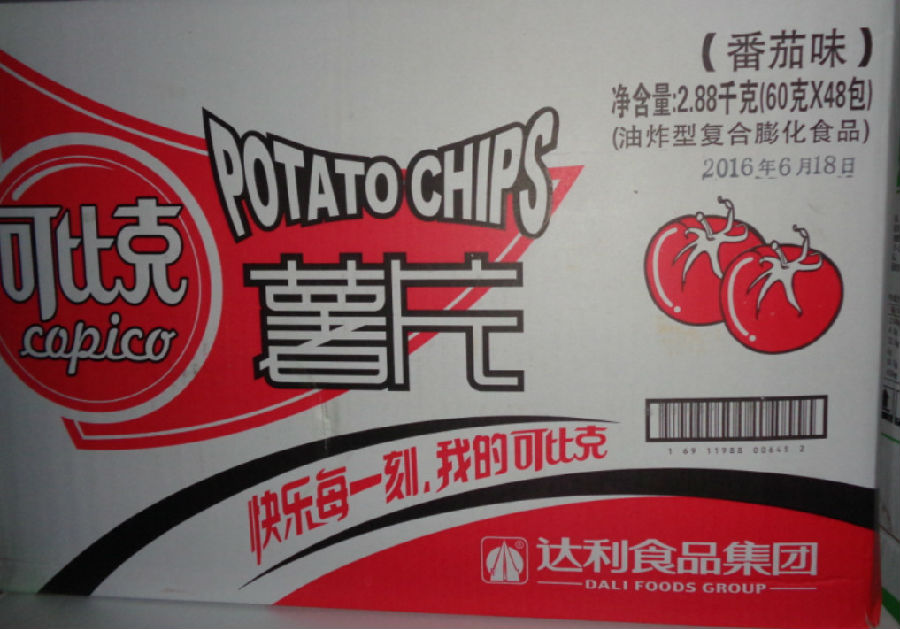 【番茄味】
净含量:2.88千克(60克X48包)
(油炸型复合膨化食品)
2016年6月18日
POTATO CHIPS
薯片
可比克
copico
快乐每一刻,我的可比克
1 69 11988 00645 2
达利食品集团
DALI FOODS GROUP